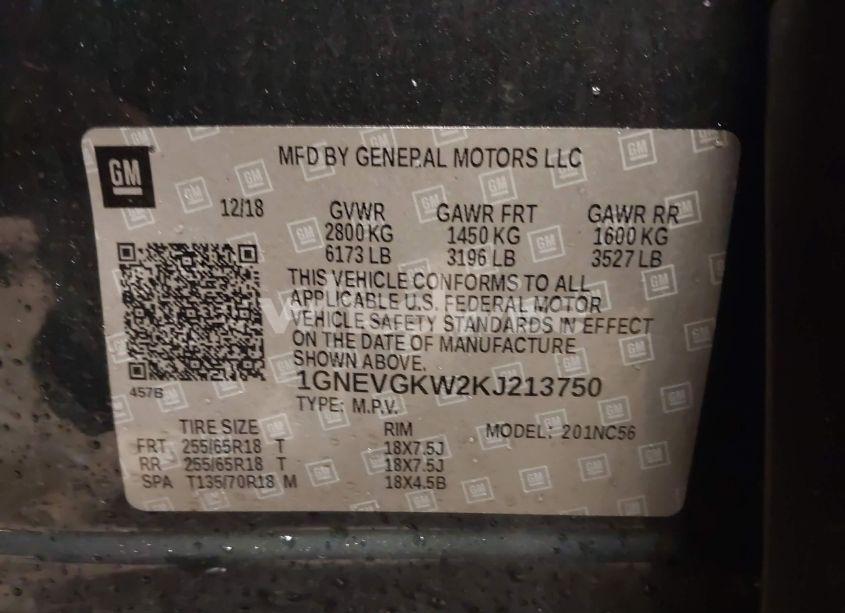 GM
MFD BY GENERAL MOTORS LLC
12/18 GVWR GAWR FRT GAWR RR
2800 KG 1450 KG 1600 KG
6173 LB 3196 LB 3527 LB
THIS VEHICLE CONFORMS TO ALL
APPLICABLE U.S. FEDERAL MOTOR
VEHICLE SAFETY STANDARDS IN EFFECT
ON THE DATE OF MANUFACTURE
SHOWN ABOVE.
457B
1GNEVGKW2KJ213750
TYPE: M.P.V.
TIRE SIZE RIM MODEL: 201NC56
FRT 255/65R18 T 18X7.5J
RR 255/65R18 T 18X7.5J
SPA T135/70R18 M 18X4.5B